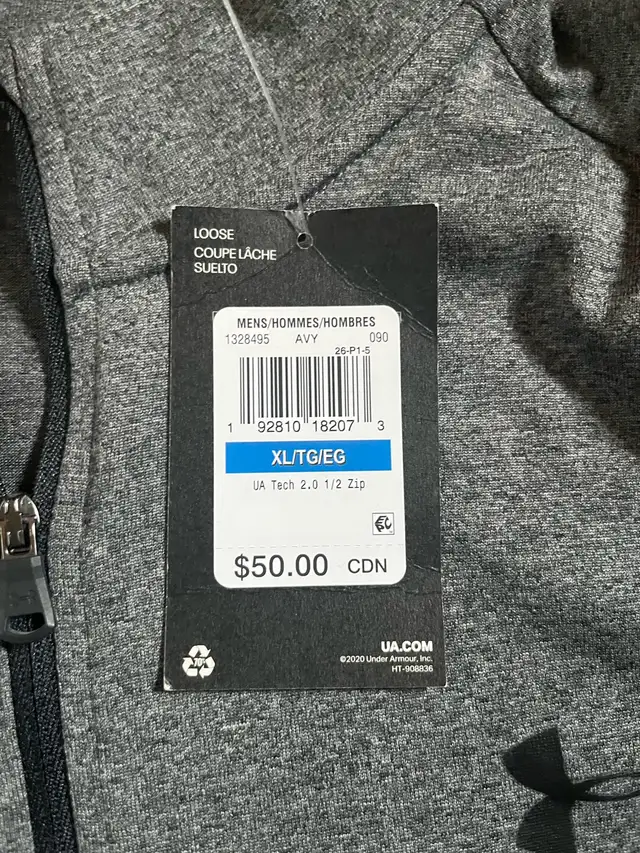 LOOSE
COUPE LÂCHE
SUELTO
MENS/HOMMES/HOMBRES
1328495 AVY 090
26-P1-5
1 92810 18207 3
XL/TG/EG
UA Tech 2.0 1/2 Zip
$50.00 CDN
70%
UA.COM
©2020 Under Armour, Inc.
HT-908836